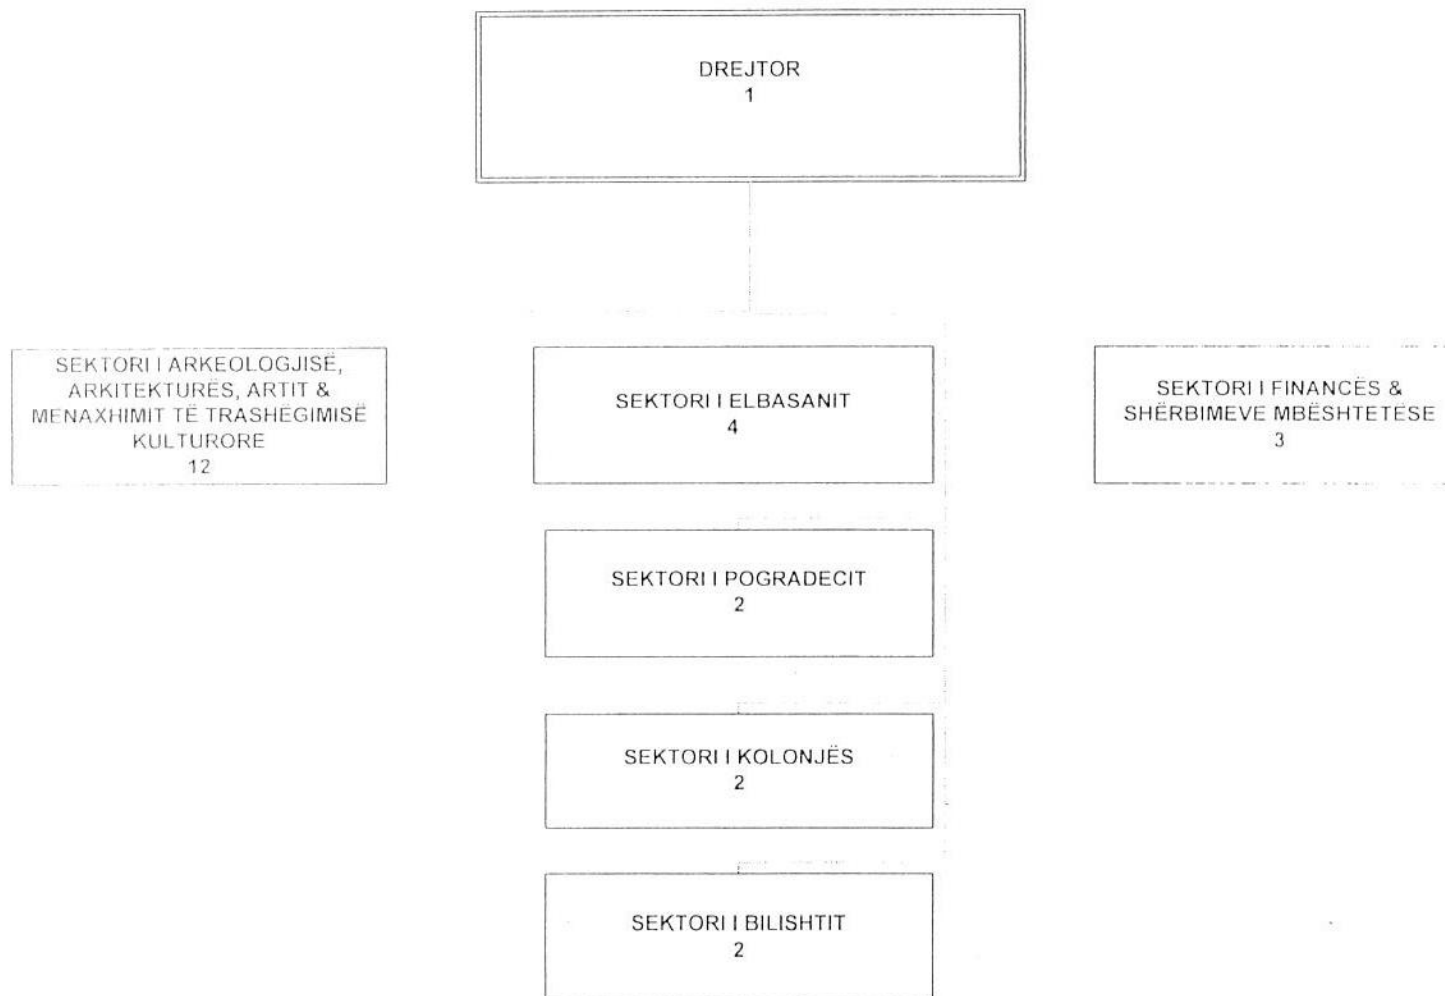 DREJTOR
1
SEKTORI I ARKEOLOGJISË,
ARKITEKTURËS, ARTIT &
MENAXHIMIT TË TRASHËGIMISË
KULTURORE
12
SEKTORI I ELBASANIT
4
SEKTORI I FINANCËS &
SHËRBIMEVE MBËSHTETËSE
3
SEKTORI I POGRADECIT
2
SEKTORI I KOLONJËS
2
SEKTORI I BILISHTIT
2